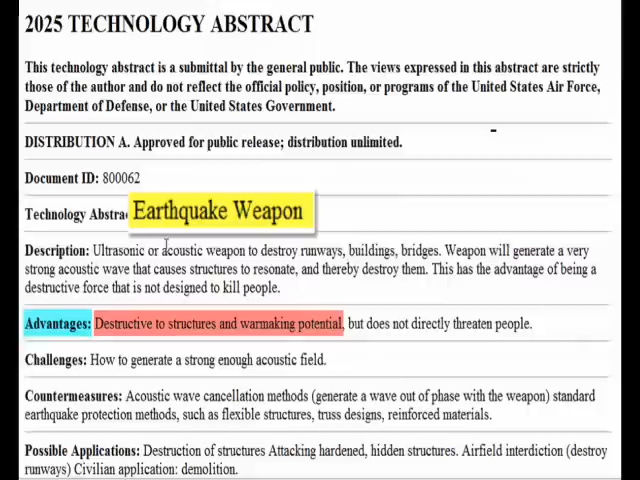 2025 TECHNOLOGY ABSTRACT
This technology abstract is a submittal by the general public. The views expressed in this abstract are strictly
those of the author and do not reflect the official policy, position, or programs of the United States Air Force,
Department of Defense, or the United States Government.
DISTRIBUTION A. Approved for public release; distribution unlimited.
Document ID: 800062
Technology Abstrac Earthquake Weapon
Description: Ultrasonic or acoustic weapon to destroy runways, buildings, bridges. Weapon will generate a very
strong acoustic wave that causes structures to resonate, and thereby destroy them. This has the advantage of being a
destructive force that is not designed to kill people.
Advantages: Destructive to structures and warmaking potential, but does not directly threaten people.
Challenges: How to generate a strong enough acoustic field.
Countermeasures: Acoustic wave cancellation methods (generate a wave out of phase with the weapon) standard
earthquake protection methods, such as flexible structures, truss designs, reinforced materials.
Possible Applications: Destruction of structures Attacking hardened, hidden structures. Airfield interdiction (destroy
runways) Civilian application: demolition.